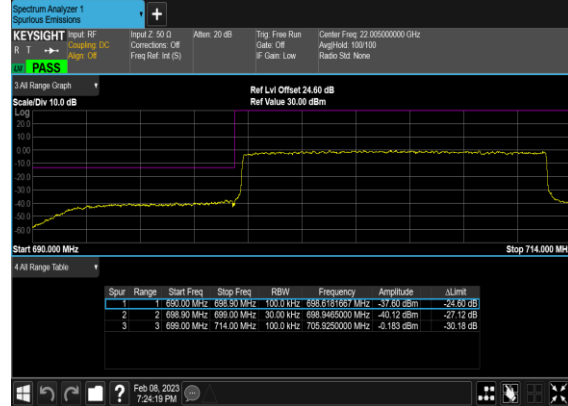 Spectrum Analyzer 1
Spurious Emissions
+
KEYSIGHT Input: RF Input Z: 50 Ω Atten: 20 dB Trig: Free Run Center Freq: 22.005000000 GHz
R T Coupling: DC Corrections: Off Gate: Off Avg|Hold: 100/100
Align: Off Freq Ref: Int (S) IF Gain: Low Radio Std: None
PASS
3 All Range Graph
Ref Lvl Offset 24.60 dB
Scale/Div 10.0 dB Ref Value 30.00 dBm
Log
20.0
10.0
0.00
-10.0
-20.0
-30.0
-40.0
-50.0
-60.0
Start 690.000 MHz Stop 714.000 MH
4 All Range Table
Spur Range Start Freq Stop Freq RBW Frequency Amplitude ΔLimit
1 1 690.00 MHz 698.90 MHz 100.0 kHz 698.6181667 MHz -37.60 dBm -24.60 dB
2 2 698.90 MHz 699.00 MHz 30.00 kHz 698.9465000 MHz -40.12 dBm -27.12 dB
3 3 699.00 MHz 714.00 MHz 100.0 kHz 705.9250000 MHz -0.183 dBm -30.18 dB
? Feb 08, 2023
7:24:19 PM